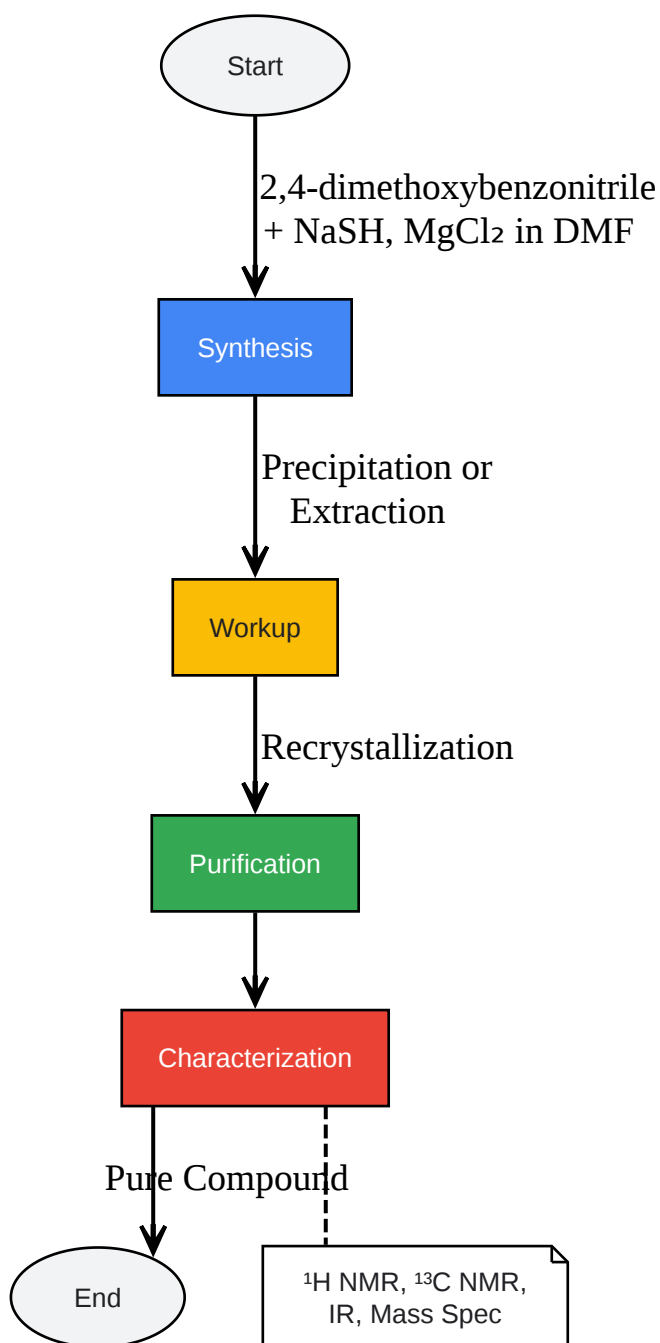 Start
2,4-dimethoxybenzonitrile
+ NaSH, MgCl₂ in DMF
Synthesis
Precipitation or
Extraction
Workup
Recrystallization
Purification
Characterization
Pure Compound
End
¹H NMR, ¹³C NMR,
IR, Mass Spec